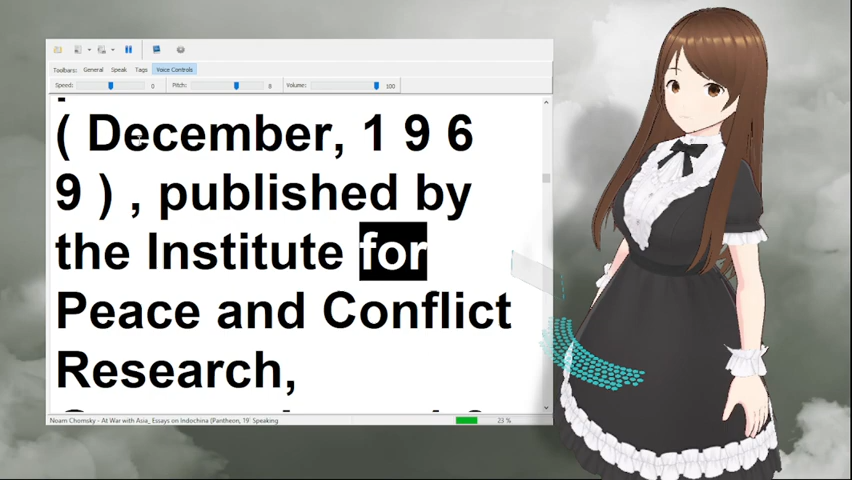 Toolbars: General Speak Tags Voice Controls
Speed: 0 Pitch: 8 Volume: 100
( December, 1 9 6
9 ) , published by
the Institute for
Peace and Conflict
Research,
Noam Chomsky - At War with Asia_ Essays on Indochina (Pantheon, 19 Speaking 23 %